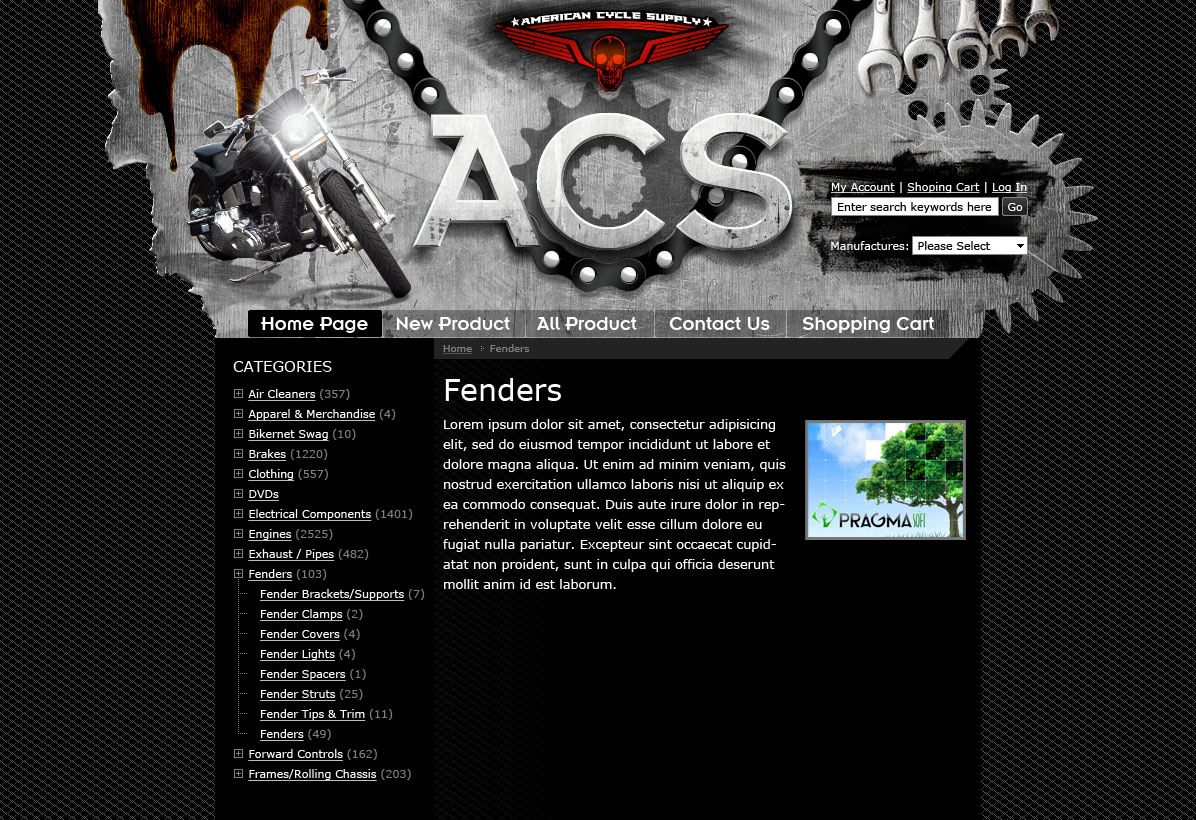 AMERICAN CYCLE SUPPLY
ACS
My Account | Shoping Cart | Log In
Enter search keywords here Go
Manufactures: Please Select
Home Page New Product All Product Contact Us Shopping Cart
Home Fenders
CATEGORIES
Air Cleaners (357)
Apparel & Merchandise (4)
Bikernet Swag (10)
Brakes (1220)
Clothing (557)
DVDs
Electrical Components (1401)
Engines (2525)
Exhaust / Pipes (482)
Fenders (103)
Fender Brackets/Supports (7)
Fender Clamps (2)
Fender Covers (4)
Fender Lights (4)
Fender Spacers (1)
Fender Struts (25)
Fender Tips & Trim (11)
Fenders (49)
Forward Controls (162)
Frames/Rolling Chassis (203)
Fenders
Lorem ipsum dolor sit amet, consectetur adipisicing
elit, sed do eiusmod tempor incididunt ut labore et
dolore magna aliqua. Ut enim ad minim veniam, quis
nostrud exercitation ullamco laboris nisi ut aliquip ex
ea commodo consequat. Duis aute irure dolor in rep-
rehenderit in voluptate velit esse cillum dolore eu
fugiat nulla pariatur. Excepteur sint occaecat cupid-
atat non proident, sunt in culpa qui officia deserunt
mollit anim id est laborum.
PRAGMA SOFT